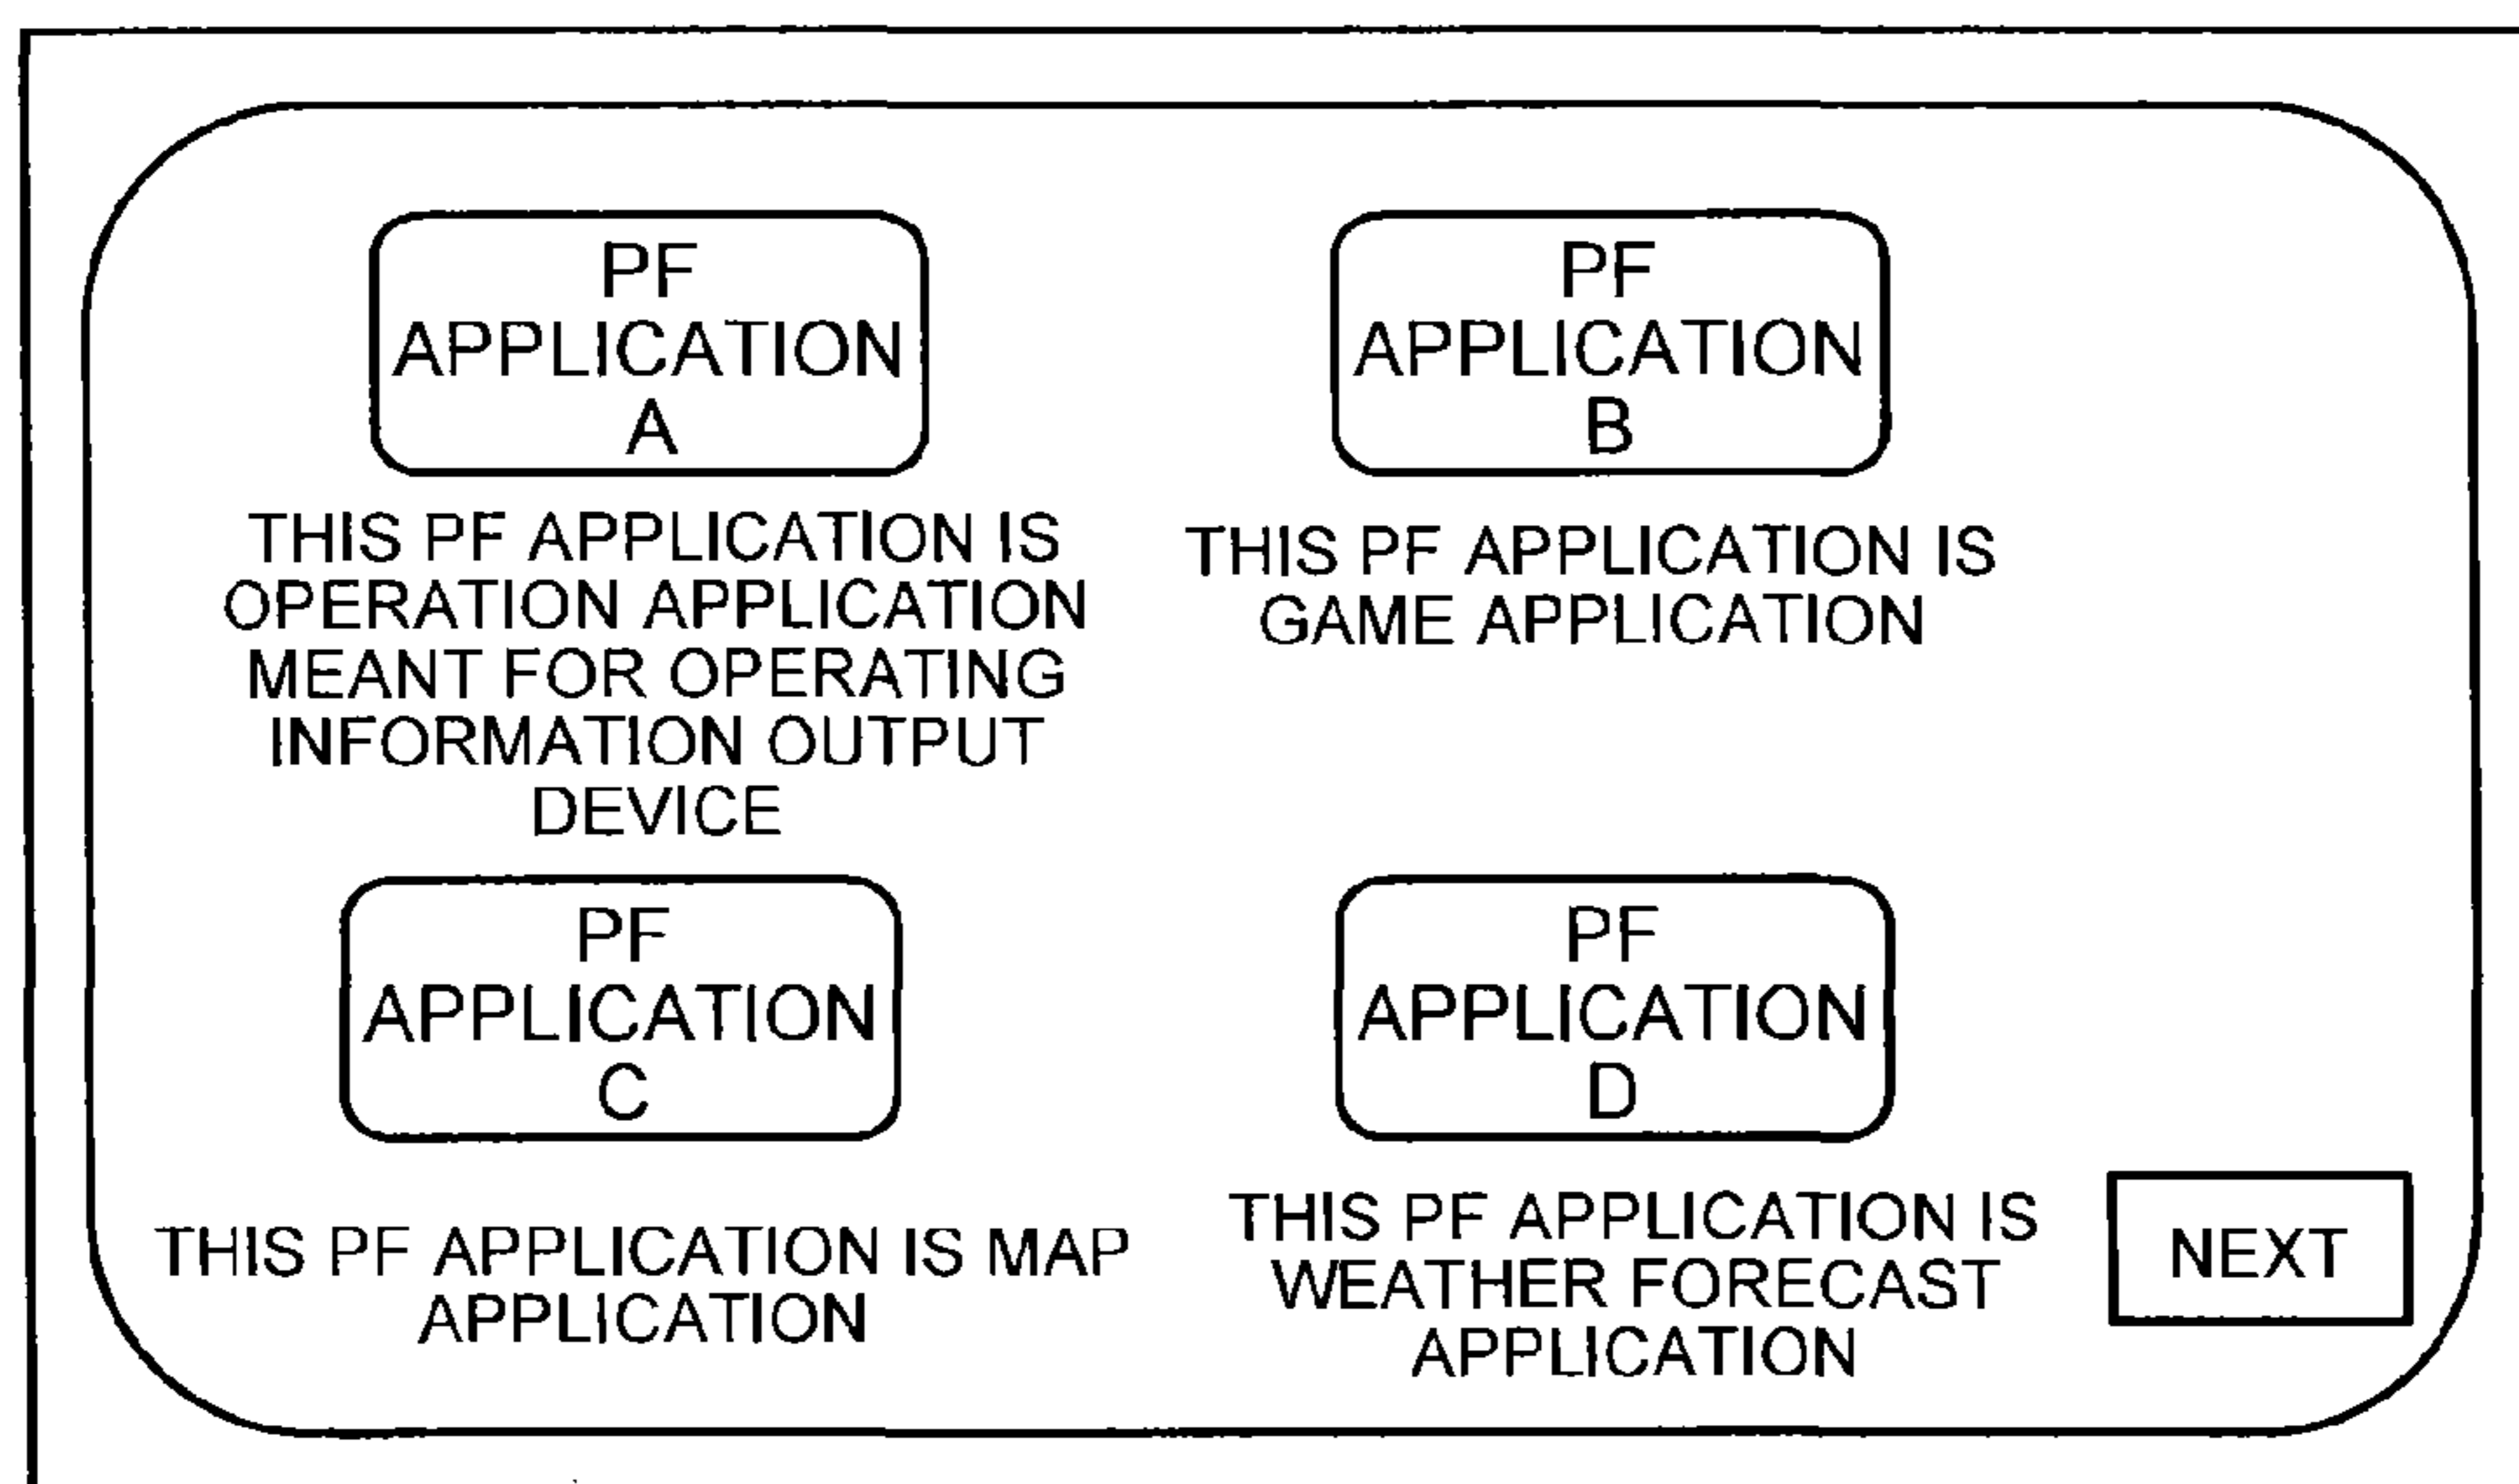 PF
APPLICATION
A
THIS PF APPLICATION IS
OPERATION APPLICATION
MEANT FOR OPERATING
INFORMATION OUTPUT
DEVICE
PF
APPLICATION
B
THIS PF APPLICATION IS
GAME APPLICATION
PF
APPLICATION
C
THIS PF APPLICATION IS MAP
APPLICATION
PF
APPLICATION
D
THIS PF APPLICATION IS
WEATHER FORECAST
APPLICATION
NEXT